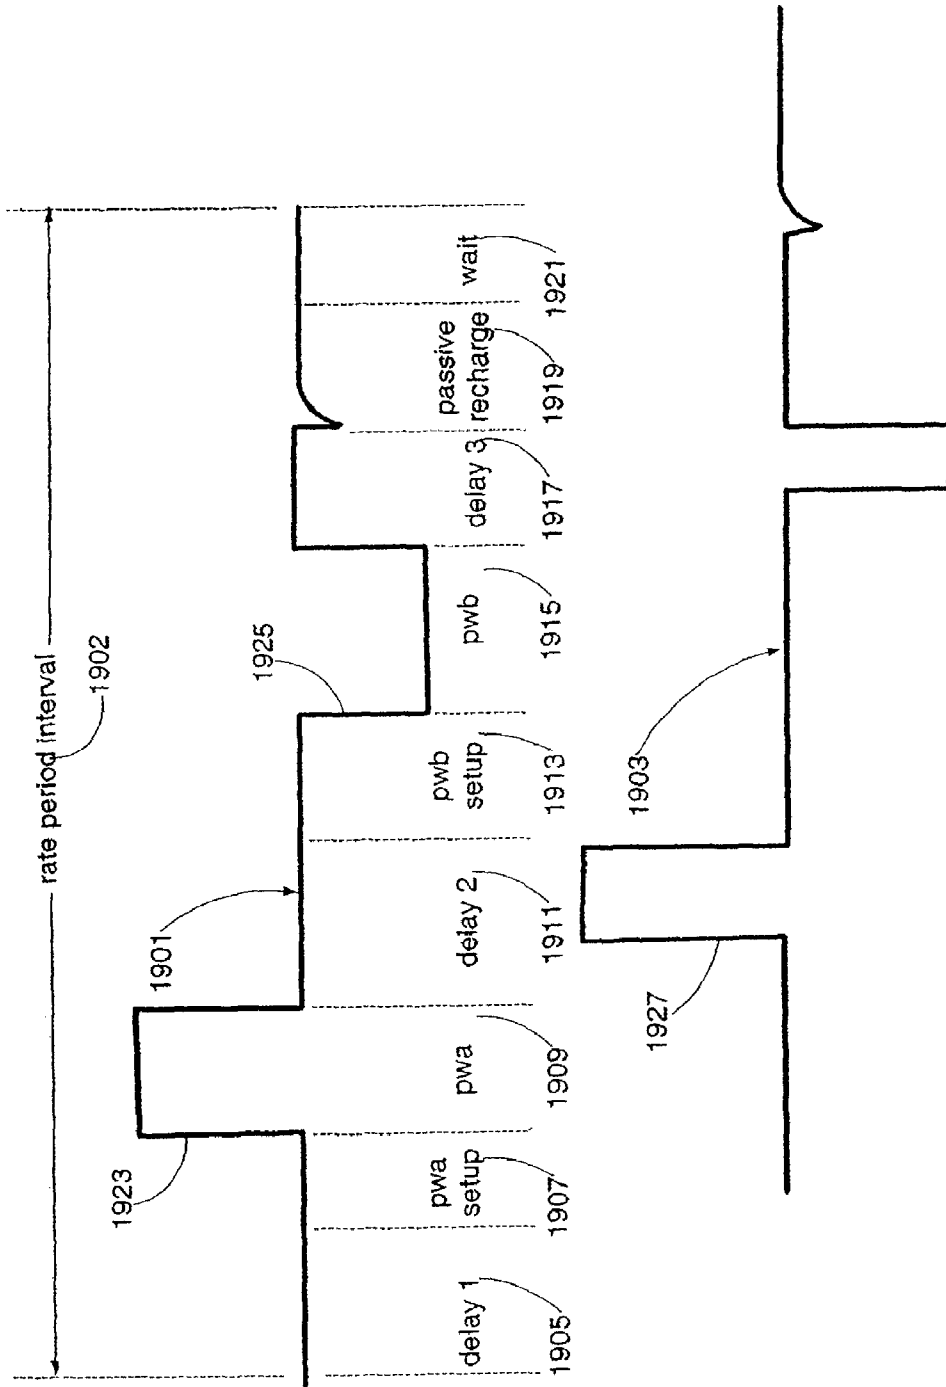 rate period interval
1902
1923
1901
1925
delay 1
pwa
setup
pwa
delay 2
pwb
setup
pwb
delay 3
passive
recharge
wait
1905
1907
1909
1911
1913
1915
1917
1919
1921
1927
1903